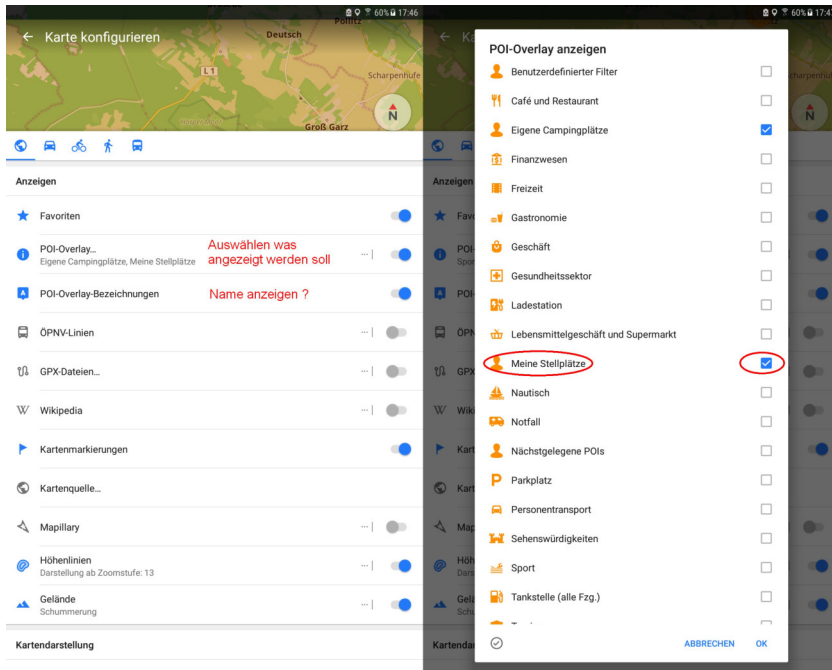 60% 17:46
Pollitz
Karte konfigurieren
Deutsch
L 1
Scharpenhufe
N
Groß Garz
Anzeigen
Favoriten
POI-Overlay...
Eigene Campingplätze, Meine Stellplätze
Auswählen was
angezeigt werden soll
POI-Overlay-Bezeichnungen
Name anzeigen ?
ÖPNV-Linien
GPX-Dateien...
W Wikipedia
Kartenmarkierungen
Kartenquelle...
Mapillary
Höhenlinien
Darstellung ab Zoomstufe: 13
Gelände
Schummerung
Kartendarstellung
60% 17:47
POI-Overlay anzeigen
Benutzerdefinierter Filter
Café und Restaurant
Eigene Campingplätze
Finanzwesen
Freizeit
Gastronomie
Geschäft
Gesundheitssektor
Ladestation
Lebensmittelgeschäft und Supermarkt
Meine Stellplätze
Nautisch
Notfall
Nächstgelegene POIs
P Parkplatz
Personentransport
Sehenswürdigkeiten
Sport
Tankstelle (alle Fzg.)
ABBRECHEN OK